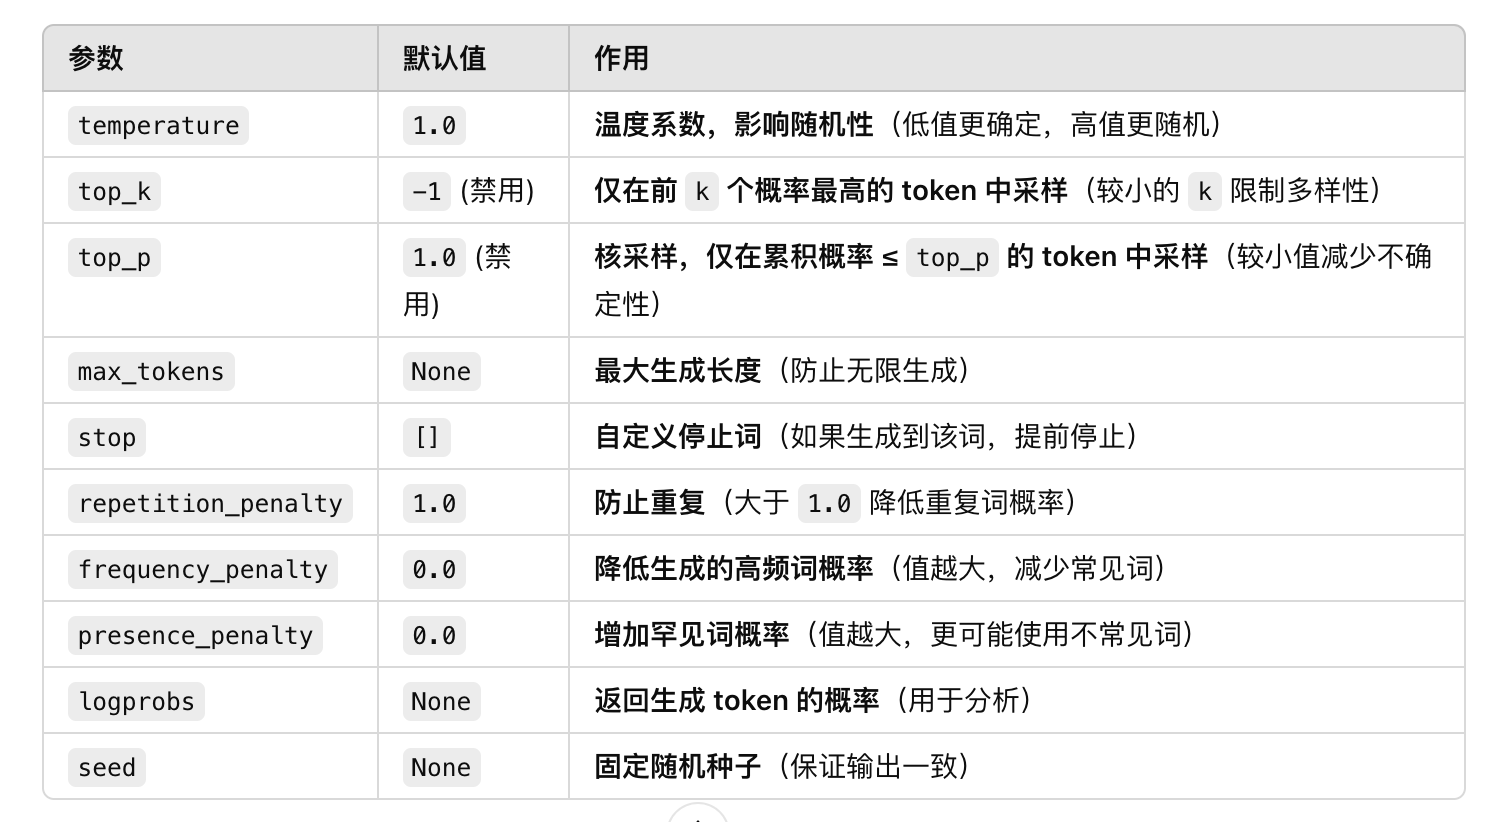 参数 默认值 作用
temperature 1.0 温度系数，影响随机性（低值更确定，高值更随机）
top_k -1 (禁用) 仅在前 k 个概率最高的 token 中采样（较小的 k 限制多样性）
top_p 1.0 (禁 核采样，仅在累积概率 ≤ top_p 的 token 中采样（较小值减少不确
用) 定性）
max_tokens None 最大生成长度（防止无限生成）
stop [] 自定义停止词（如果生成到该词，提前停止）
repetition_penalty 1.0 防止重复（大于 1.0 降低重复词概率）
frequency_penalty 0.0 降低生成的高频词概率（值越大，减少常见词）
presence_penalty 0.0 增加罕见词概率（值越大，更可能使用不常见词）
logprobs None 返回生成 token 的概率（用于分析）
seed None 固定随机种子（保证输出一致）